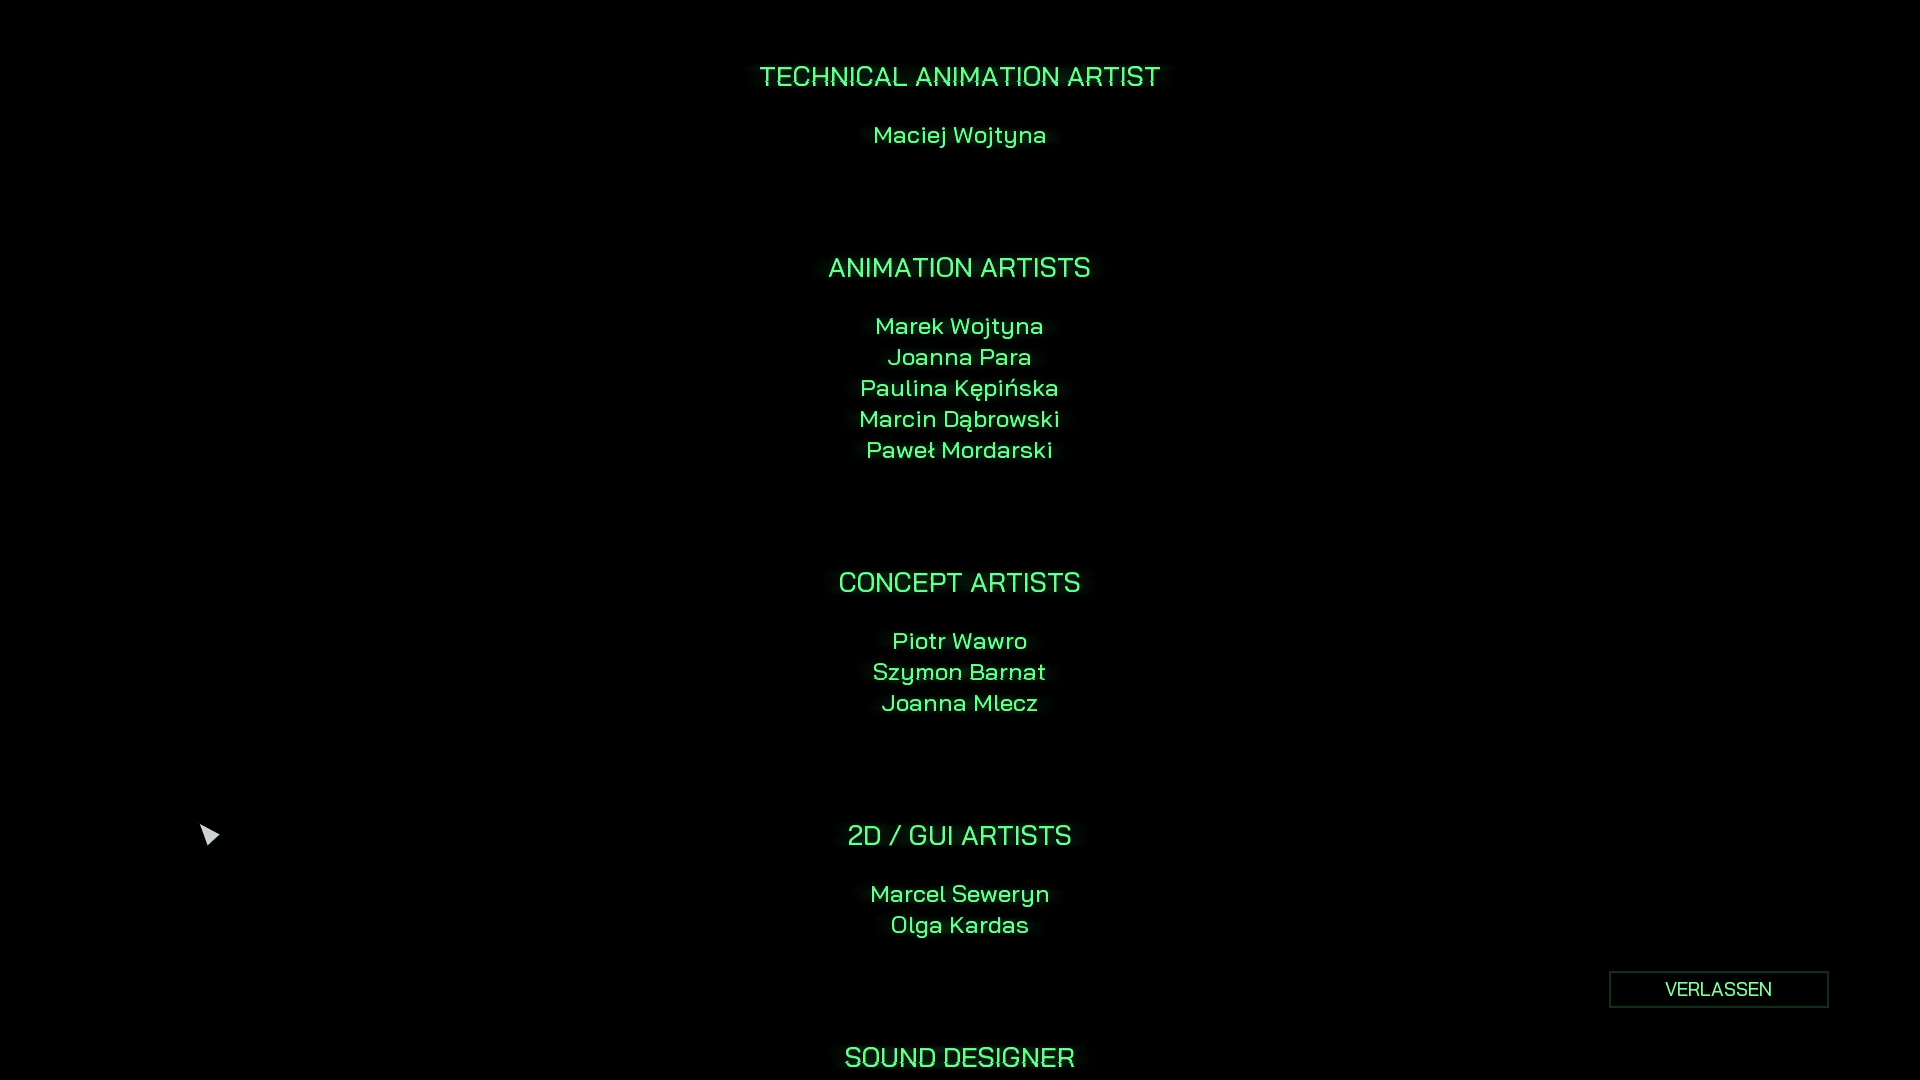 TECHNICAL ANIMATION ARTIST
Maciej Wojtyna
ANIMATION ARTISTS
Marek Wojtyna
Joanna Para
Paulina Kępińska
Marcin Dąbrowski
Paweł Mordarski
CONCEPT ARTISTS
Piotr Wawro
Szymon Barnat
Joanna Mlecz
2D / GUI ARTISTS
Marcel Seweryn
Olga Kardas
VERLASSEN
SOUND DESIGNER